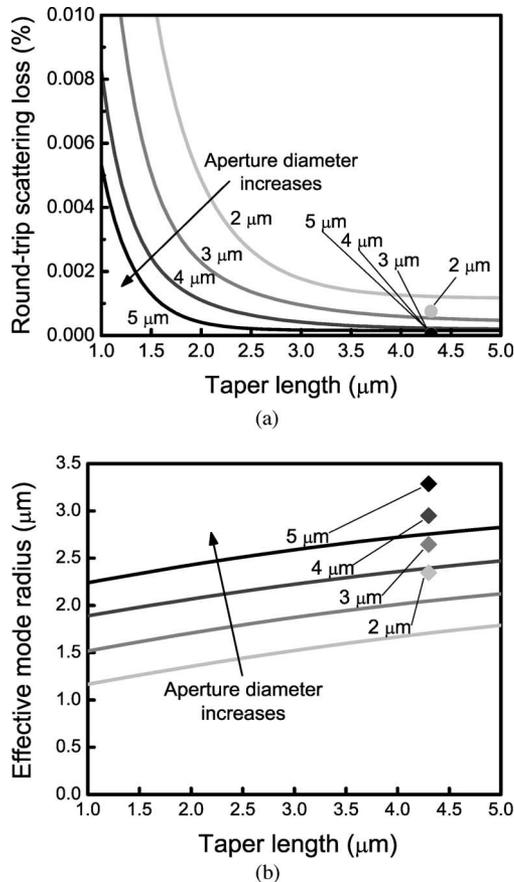 0.010
0.008
0.006
0.004
0.002
0.000
Round-trip scattering loss (%)
Aperture diameter
increases
2 μm
3 μm
4 μm
5 μm
5 μm
4 μm
3 μm
2 μm
1.0 1.5 2.0 2.5 3.0 3.5 4.0 4.5 5.0
Taper length (μm)
(a)
3.5
3.0
2.5
2.0
1.5
1.0
0.5
0.0
Effective mode radius (μm)
5 μm
4 μm
3 μm
2 μm
Aperture diameter
increases
1.0 1.5 2.0 2.5 3.0 3.5 4.0 4.5 5.0
Taper length (μm)
(b)